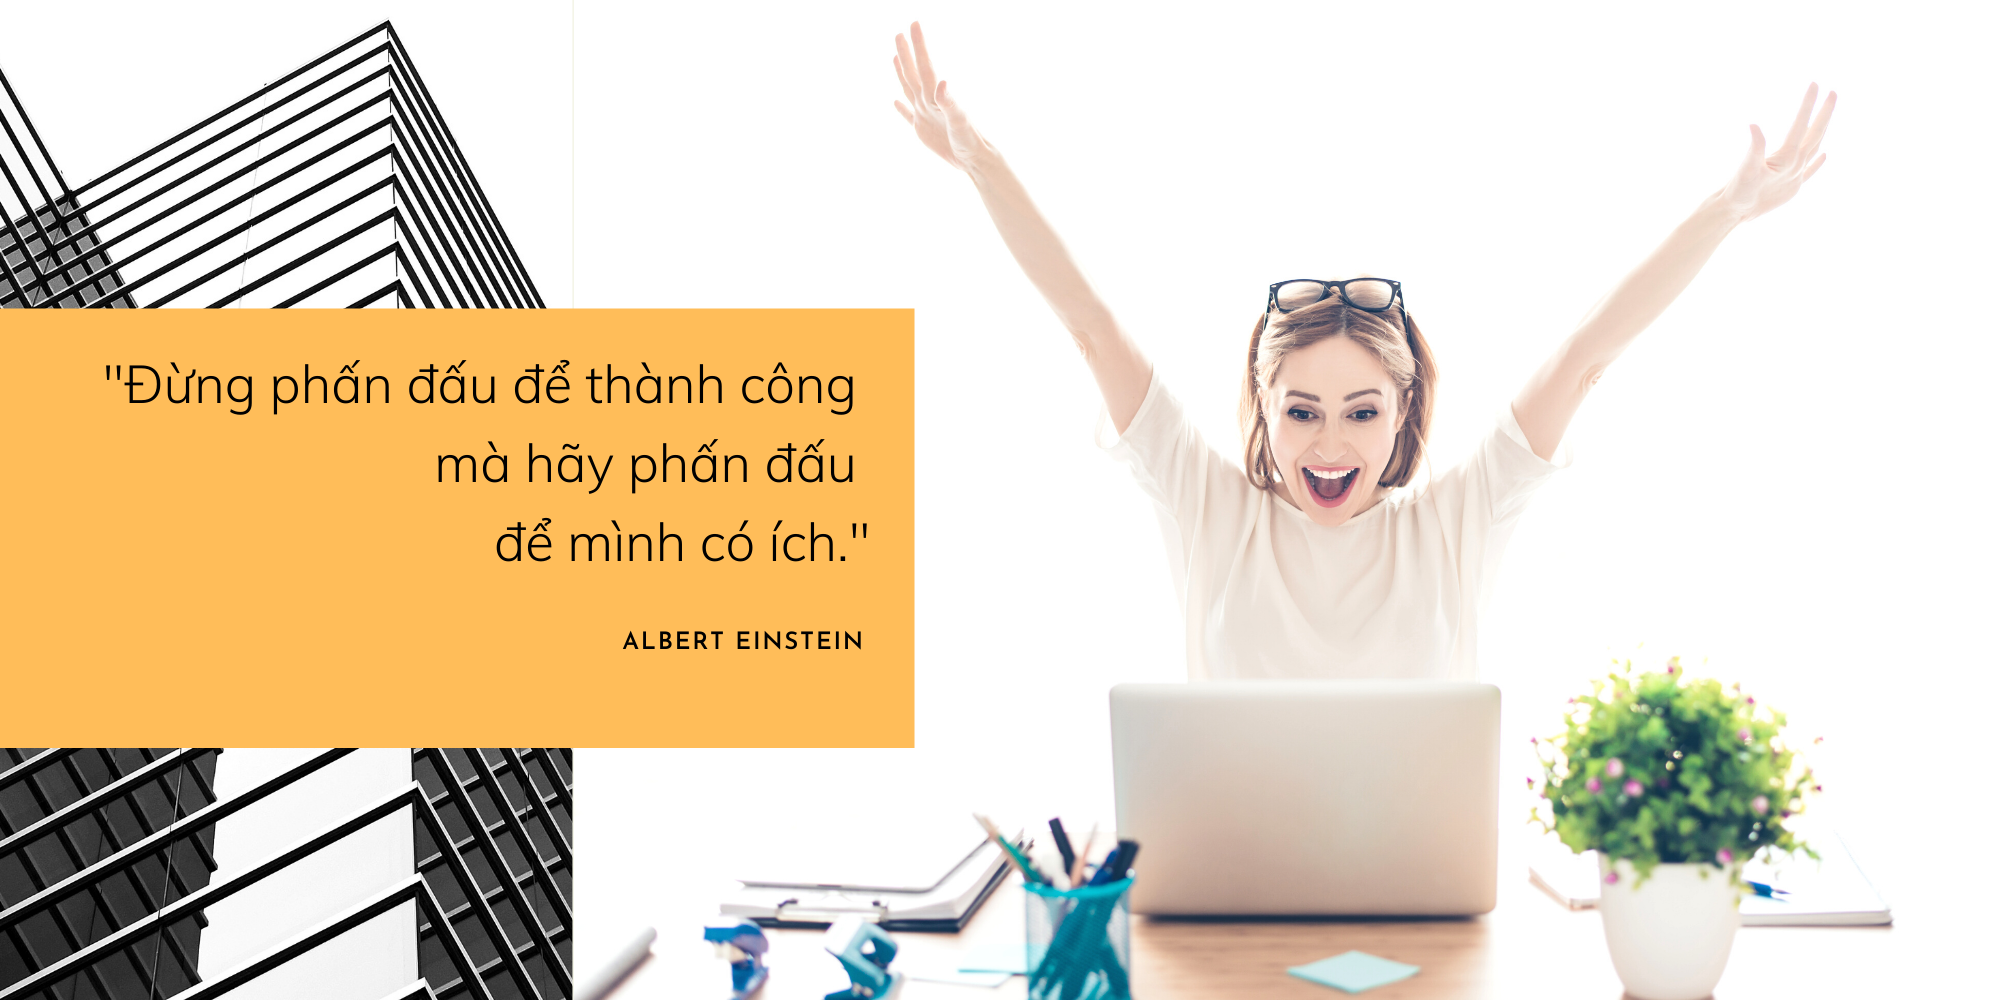 "Đừng phấn đấu để thành công
mà hãy phấn đấu
để mình có ích."
ALBERT EINSTEIN